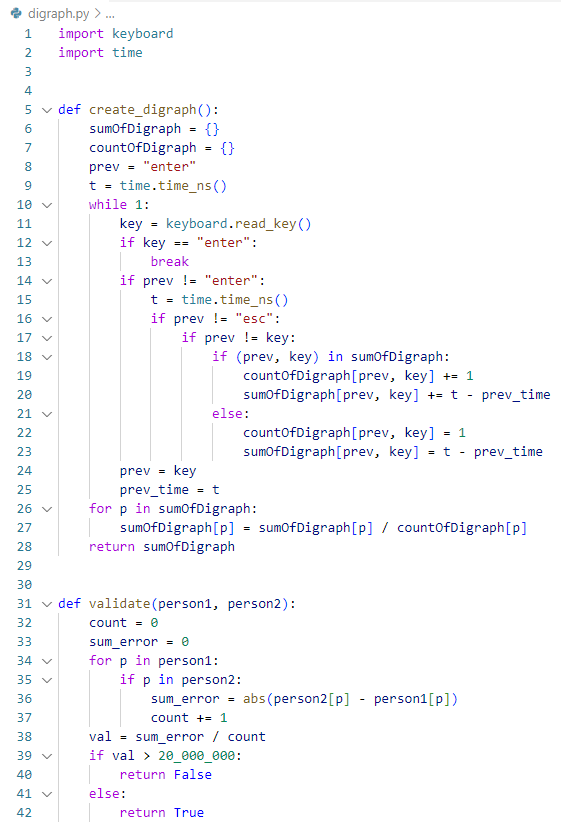 digraph.py > ...
1 import keyboard
2 import time
3
4
5 def create_digraph():
6     sumOfDigraph = {}
7     countOfDigraph = {}
8     prev = "enter"
9     t = time.time_ns()
10     while 1:
11         key = keyboard.read_key()
12         if key == "enter":
13             break
14         if prev != "enter":
15             t = time.time_ns()
16             if prev != "esc":
17                 if prev != key:
18                     if (prev, key) in sumOfDigraph:
19                         countOfDigraph[prev, key] += 1
20                         sumOfDigraph[prev, key] += t - prev_time
21                     else:
22                         countOfDigraph[prev, key] = 1
23                         sumOfDigraph[prev, key] = t - prev_time
24         prev = key
25         prev_time = t
26     for p in sumOfDigraph:
27         sumOfDigraph[p] = sumOfDigraph[p] / countOfDigraph[p]
28     return sumOfDigraph
29
30
31 def validate(person1, person2):
32     count = 0
33     sum_error = 0
34     for p in person1:
35         if p in person2:
36             sum_error = abs(person2[p] - person1[p])
37             count += 1
38     val = sum_error / count
39     if val > 20_000_000:
40         return False
41     else:
42         return True